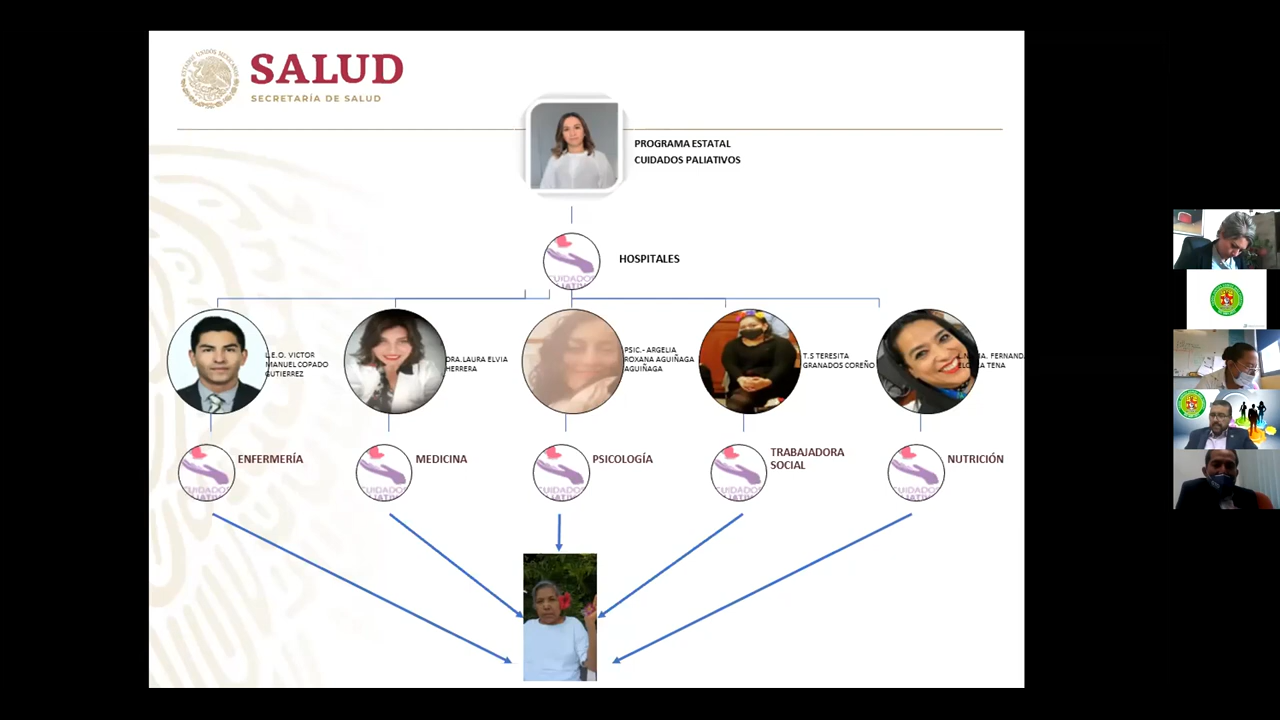 SALUD
SECRETARÍA DE SALUD
PROGRAMA ESTATAL
CUIDADOS PALIATIVOS
HOSPITALES
L.E.O. VICTOR
MANUEL COPADO
GUTIERREZ
DRA.LAURA ELVIA
HERRERA
PSIC.- ARGELIA
ROXANA AGUIÑAGA
AGUIÑAGA
T.S TERESITA
GRANADOS COREÑO
FERNAND
TENA
ENFERMERÍA
MEDICINA
PSICOLOGÍA
TRABAJADORA
SOCIAL
NUTRICIÓN